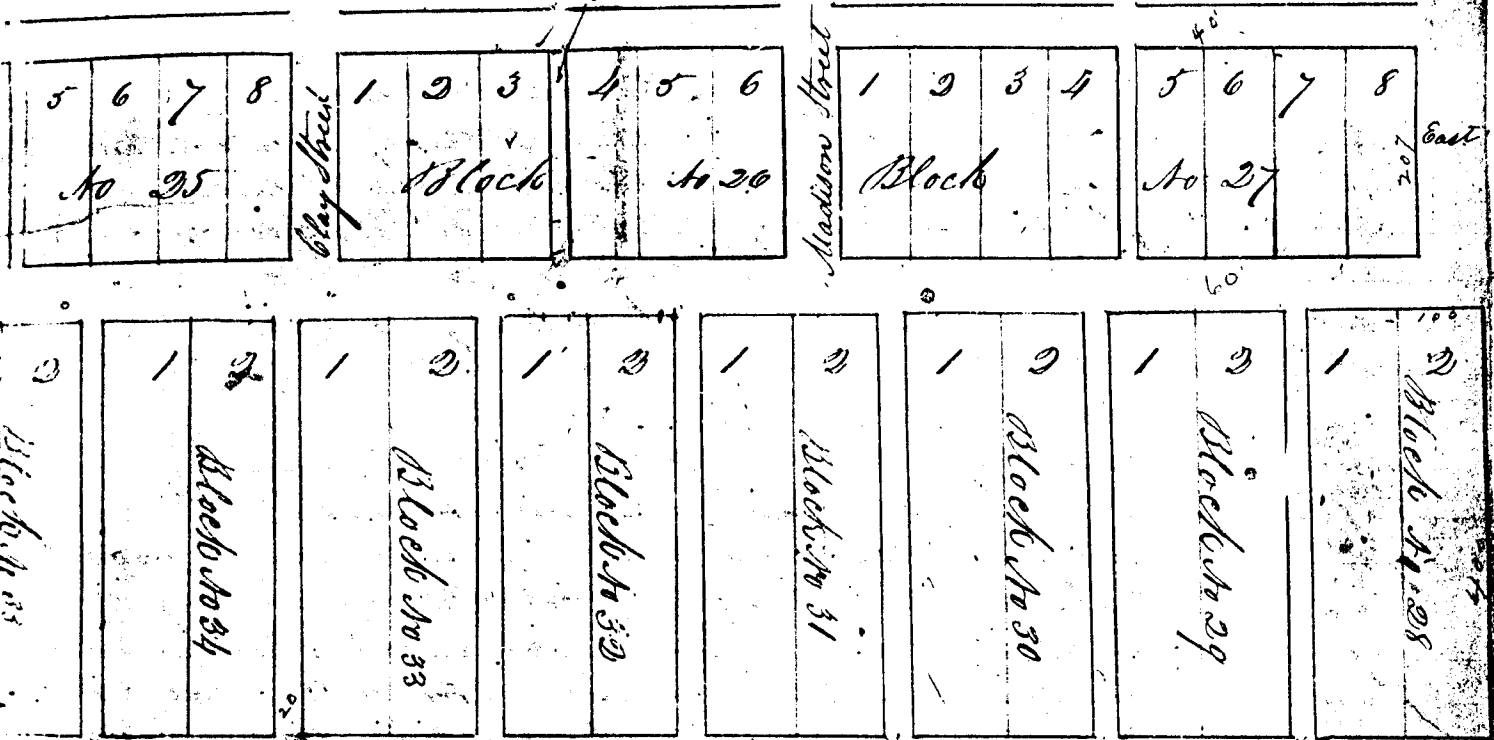 40
5 6 7 8
No 25
Clay Street
1 2 3 4 5 6
Block No 26
Madison Street
1 2 3 4 5 6 7 8
Block No 27
207
East
60
2
1 2
Block No 34
20
1 2
Block No 33
1 2
Block No 32
1 2
Block No 31
1 2
Block No 30
1 2
Block No 29
100
1 2
Block No 28